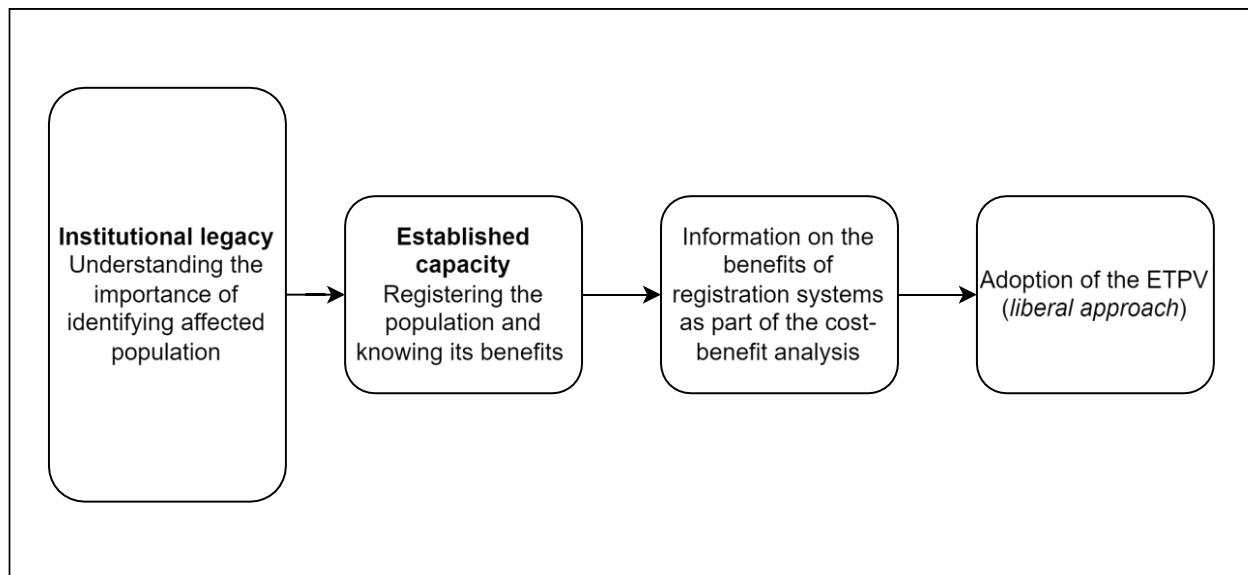 Institutional legacy
Understanding the
importance of
identifying affected
population
Established
capacity
Registering the
population and
knowing its benefits
Information on the
benefits of
registration systems
as part of the cost-
benefit analysis
Adoption of the ETPV
(liberal approach)